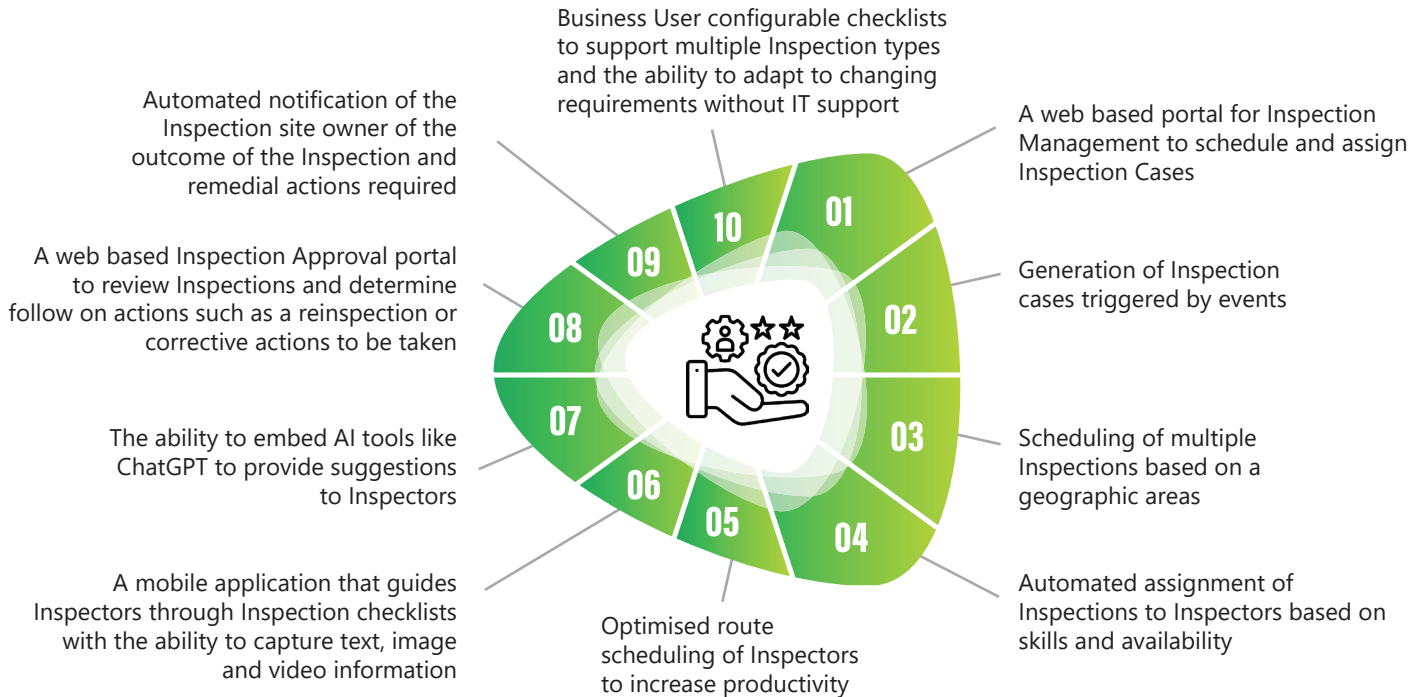 Business User configurable checklists
to support multiple Inspection types
and the ability to adapt to changing
requirements without IT support
10
A web based portal for Inspection
Management to schedule and assign
Inspection Cases
01
Generation of Inspection
cases triggered by events
02
Scheduling of multiple
Inspections based on a
geographic areas
03
Automated assignment of
Inspections to Inspectors based on
skills and availability
04
Optimised route
scheduling of Inspectors
to increase productivity
05
A mobile application that guides
Inspectors through Inspection checklists
with the ability to capture text, image
and video information
06
The ability to embed AI tools like
ChatGPT to provide suggestions
to Inspectors
07
A web based Inspection Approval portal
to review Inspections and determine
follow on actions such as a reinspection or
corrective actions to be taken
08
Automated notification of the
Inspection site owner of the
outcome of the Inspection and
remedial actions required
09